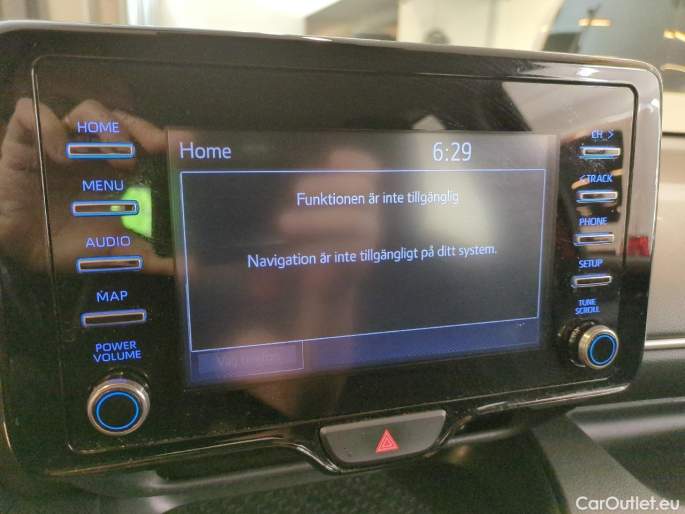 HOME
MENU
AUDIO
MAP
POWER
VOLUME
Home 6:29
Funktionen är inte tillgänglig
Navigation är inte tillgängligt på ditt system.
CH >
<TRACK
PHONE
SETUP
TUNE
SCROLL
CarOutlet.eu